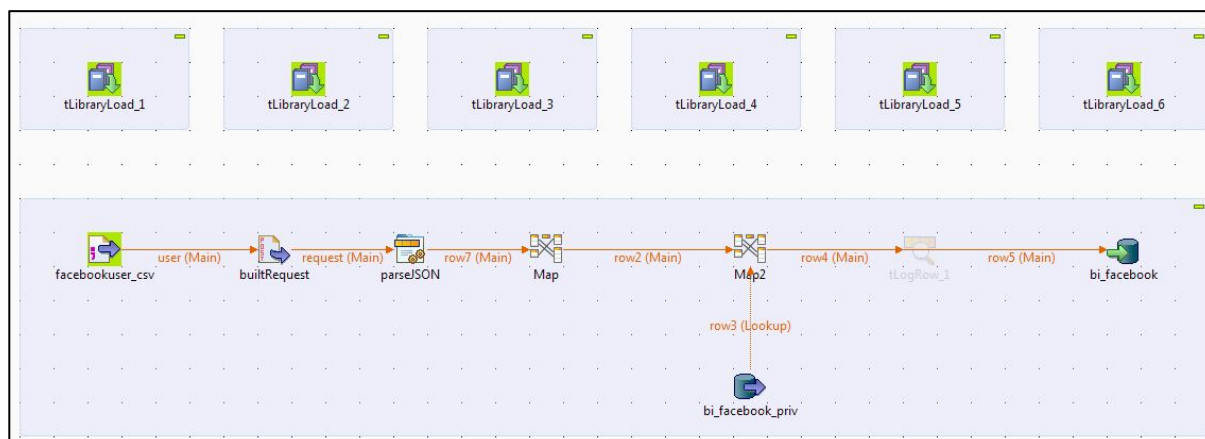 tLibraryLoad_1
tLibraryLoad_2
tLibraryLoad_3
tLibraryLoad_4
tLibraryLoad_5
tLibraryLoad_6
facebookuser_csv
user (Main)
builtRequest
request (Main)
parseJSON
row7 (Main)
Map
row2 (Main)
Map2
row4 (Main)
tLogRow_1
row5 (Main)
bi_facebook
row3 (Lookup)
bi_facebook_priv